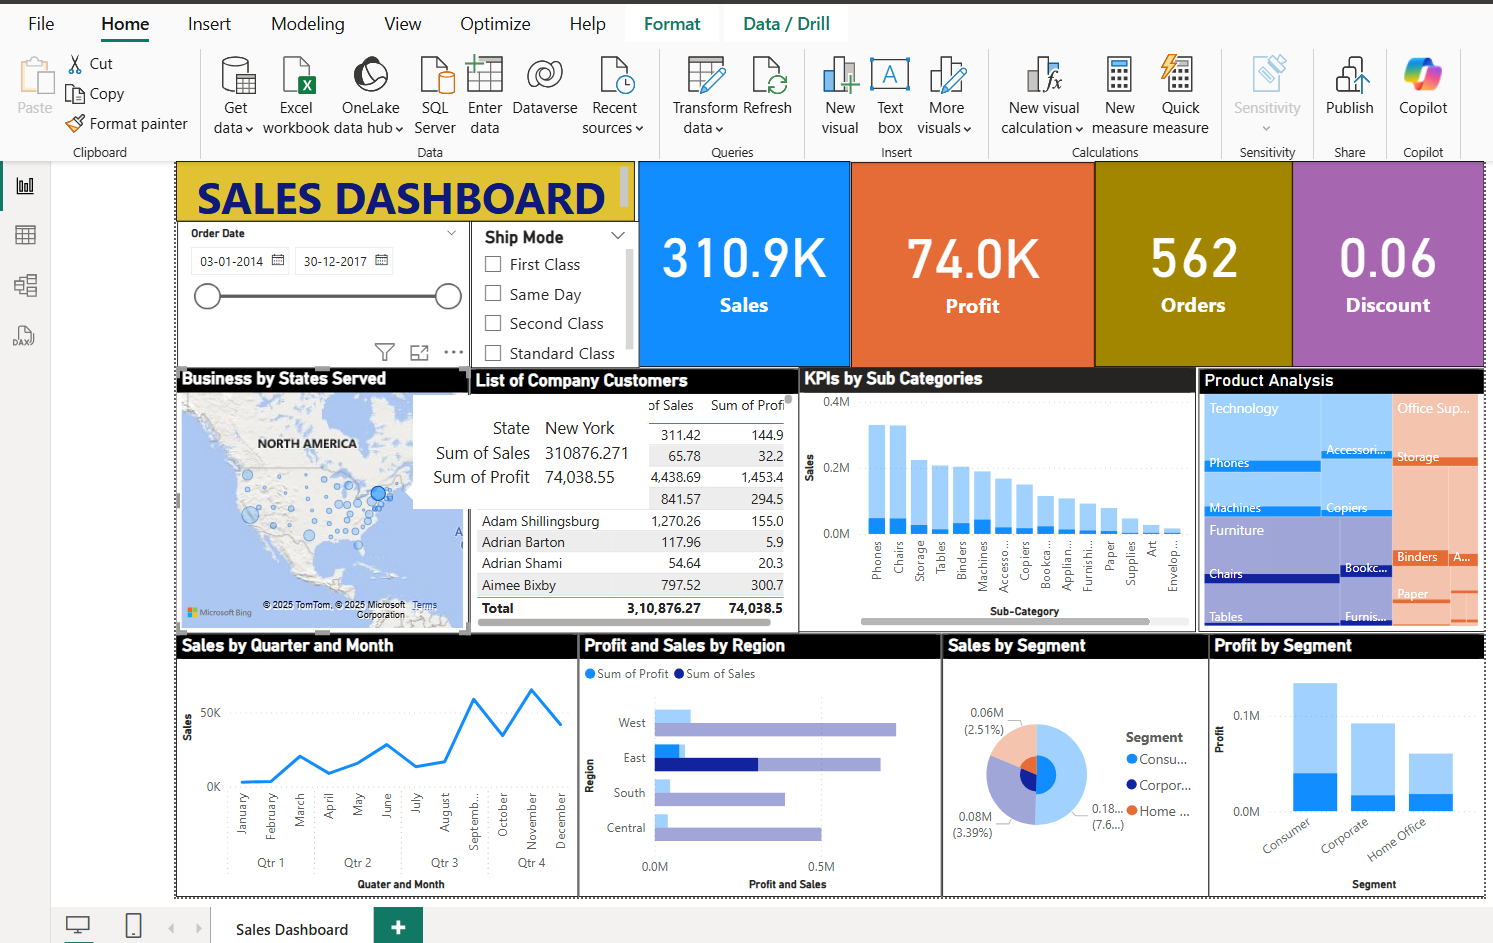 File Home Insert Modeling View Optimize Help Format Data / Drill
Paste
Cut
Copy
Format painter
Clipboard
Get data
Excel workbook
OneLake data hub
SQL Server
Enter data
Dataverse
Recent sources
Data
Transform data
Refresh
Queries
New visual
Text box
More visuals
Insert
New visual calculation
New measure
Quick measure
Calculations
Sensitivity
Sensitivity
Publish
Share
Copilot
Copilot
SALES DASHBOARD
Order Date
03-01-2014 30-12-2017
Ship Mode
First Class
Same Day
Second Class
Standard Class
310.9K
Sales
74.0K
Profit
562
Orders
0.06
Discount
Business by States Served
NORTH AMERICA
A
Microsoft Bing
© 2025 TomTom, © 2025 Microsoft Corporation Terms
State New York
Sum of Sales 310876.271
Sum of Profit 74,038.55
List of Company Customers
of Sales Sum of Profi
311.42 144.9
65.78 32.2
4,438.69 1,453.4
841.57 294.5
Adam Shillingsburg 1,270.26 155.0
Adrian Barton 117.96 5.9
Adrian Shami 54.64 20.3
Aimee Bixby 797.52 300.7
Total 3,10,876.27 74,038.5
KPIs by Sub Categories
Sales
0.4M
0.2M
0.0M
Phones
Chairs
Storage
Tables
Binders
Machines
Accesso...
Copiers
Bookca...
Applian...
Furnishi...
Paper
Supplies
Art
Envelop...
Sub-Category
Product Analysis
Technology
Phones
Machines
Accessori...
Copiers
Furniture
Chairs
Tables
Bookc...
Furnis...
Office Sup...
Storage
Binders
A...
Paper
Sales by Quarter and Month
Sales
50K
0K
January
February
March
April
May
June
July
August
Septemb...
October
November
December
Qtr 1 Qtr 2 Qtr 3 Qtr 4
Quater and Month
Profit and Sales by Region
Sum of Profit Sum of Sales
Region
West
East
South
Central
0.0M 0.5M
Profit and Sales
Sales by Segment
0.06M
(2.51%)
0.08M
(3.39%)
0.18...
(7.6...)
Segment
Consu...
Corpor...
Home ...
Profit by Segment
Profit
0.1M
0.0M
Consumer
Corporate
Home Office
Segment
Sales Dashboard